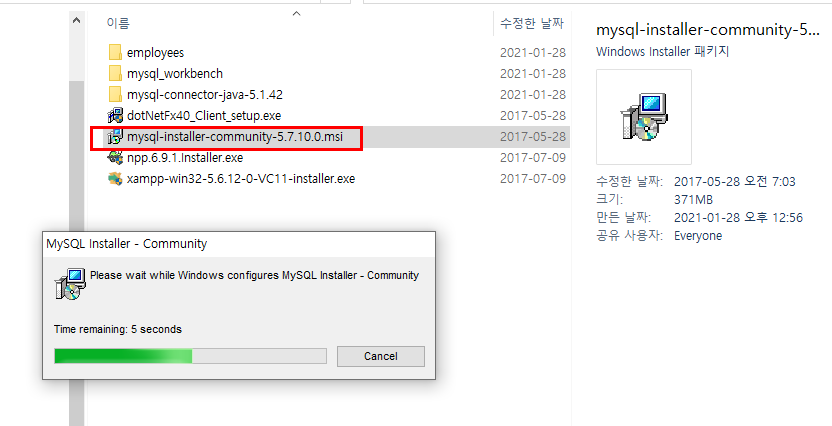 이름
수정한 날짜
employees
2021-01-28
mysql_workbench
2021-01-28
mysql-connector-java-5.1.42
2021-01-28
dotNetFx40_Client_setup.exe
2017-05-28
mysql-installer-community-5.7.10.0.msi
2017-05-28
npp.6.9.1.Installer.exe
2017-07-09
xampp-win32-5.6.12-0-VC11-installer.exe
2017-07-09
mysql-installer-community-5....
Windows Installer 패키지
수정한 날짜: 2017-05-28 오전 7:03
크기: 371MB
만든 날짜: 2021-01-28 오후 12:56
공유 사용자: Everyone
MySQL Installer - Community
Please wait while Windows configures MySQL Installer - Community
Time remaining: 5 seconds
Cancel